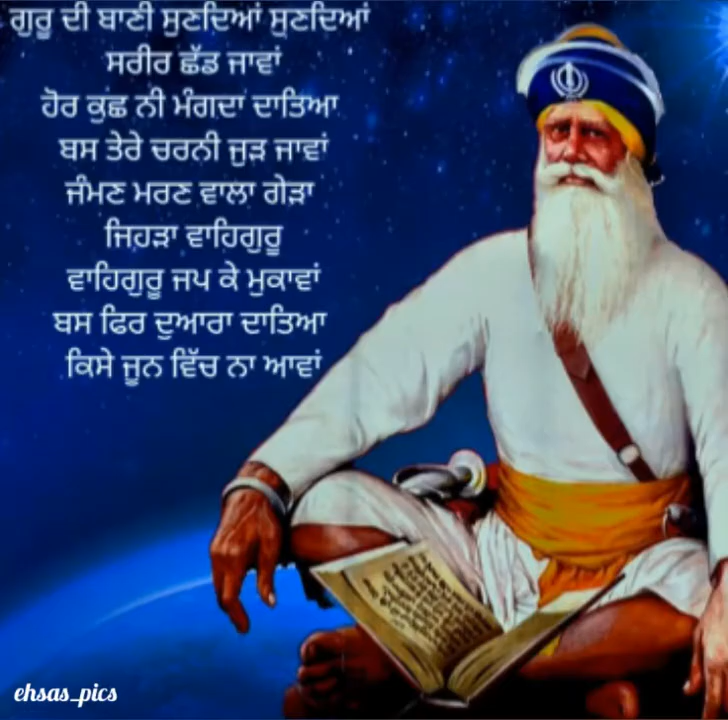 ਗੁਰੂ ਦੀ ਬਾਣੀ ਸੁਣਦਿਆਂ ਸੁਣਦਿਆਂ
ਸਰੀਰ ਛੱਡ ਜਾਵਾਂ
ਹੋਰ ਕੁਛ ਨੀ ਮੰਗਦਾ ਦਾਤਿਆ
ਬਸ ਤੇਰੇ ਚਰਨੀ ਜੁੜ ਜਾਵਾਂ
ਜੰਮਣ ਮਰਣ ਵਾਲਾ ਗੇੜਾ
ਜਿਹੜਾ ਵਾਹਿਗੁਰੂ
ਵਾਹਿਗੁਰੂ ਜਪ ਕੇ ਮੁਕਾਵਾਂ
ਬਸ ਫਿਰ ਦੁਆਰਾ ਦਾਤਿਆ
ਕਿਸੇ ਜੂਨ ਵਿੱਚ ਨਾ ਆਵਾਂ
ehsas_pics